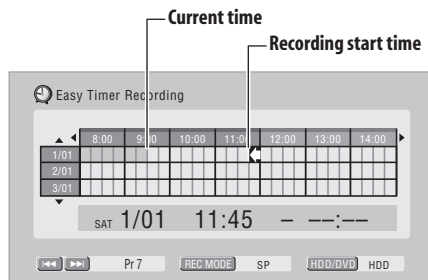 Current time
Recording start time
Easy Timer Recording
8:00 9:00 10:00 11:00 12:00 13:00 14:00
1/01
2/01
3/01
SAT 1/01 11:45 – ––:––
Pr 7 REC MODE SP HDD/DVD HDD